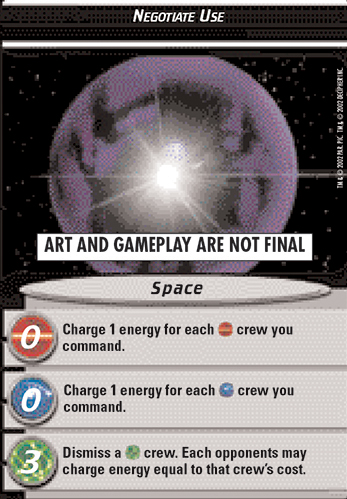 NEGOTIATE USE
TM & © 2002 PAR. PIC. TM & © 2002 DECIPHER INC.
ART AND GAMEPLAY ARE NOT FINAL
Space
0
Charge 1 energy for each crew you
command.
0
Charge 1 energy for each crew you
command.
3
Dismiss a crew. Each opponents may
charge energy equal to that crew's cost.